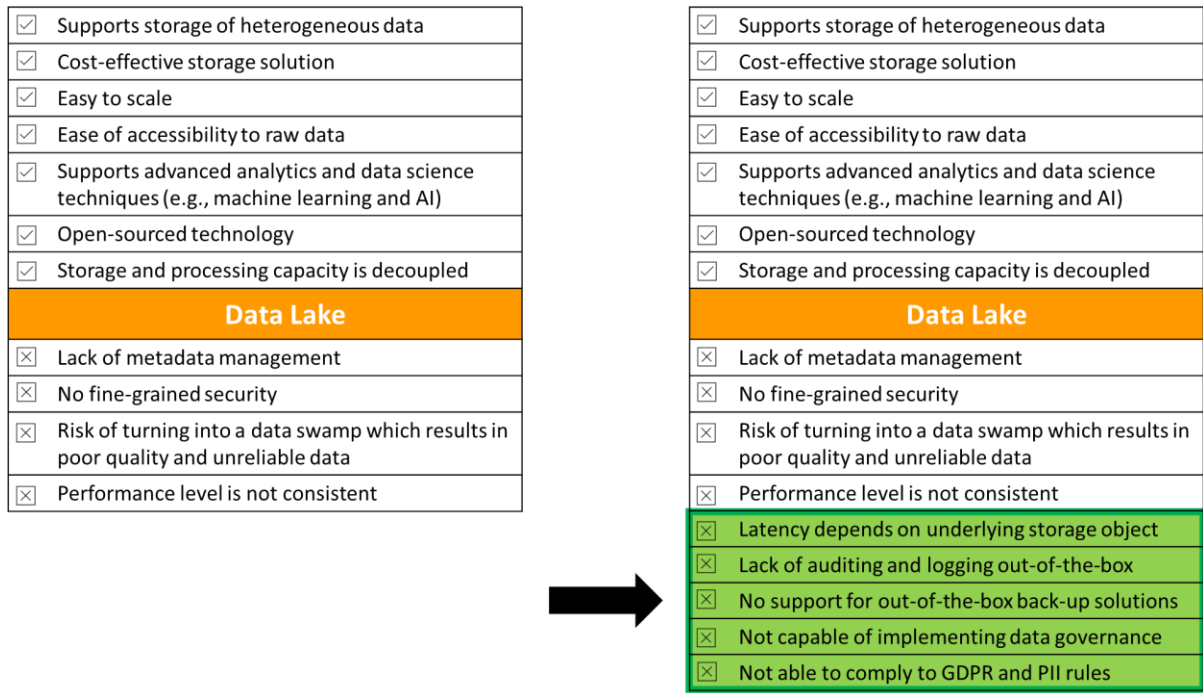 Supports storage of heterogeneous data
Cost-effective storage solution
Easy to scale
Ease of accessibility to raw data
Supports advanced analytics and data science
techniques (e.g., machine learning and AI)
Open-sourced technology
Storage and processing capacity is decoupled
Data Lake
Lack of metadata management
No fine-grained security
Risk of turning into a data swamp which results in
poor quality and unreliable data
Performance level is not consistent
Supports storage of heterogeneous data
Cost-effective storage solution
Easy to scale
Ease of accessibility to raw data
Supports advanced analytics and data science
techniques (e.g., machine learning and AI)
Open-sourced technology
Storage and processing capacity is decoupled
Data Lake
Lack of metadata management
No fine-grained security
Risk of turning into a data swamp which results in
poor quality and unreliable data
Performance level is not consistent
Latency depends on underlying storage object
Lack of auditing and logging out-of-the-box
No support for out-of-the-box back-up solutions
Not capable of implementing data governance
Not able to comply to GDPR and PII rules